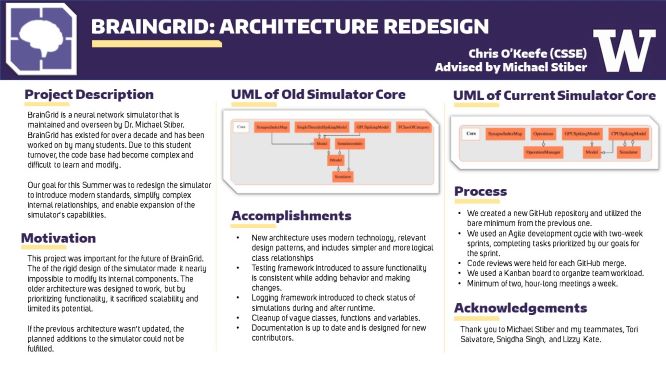 BRAINGRID: ARCHITECTURE REDESIGN
Chris O'Keefe (CSSE)
Advised by Michael Stiber
W
Project Description
BrainGrid is a neural network simulator that is
maintained and overseen by Dr. Michael Stiber.
BrainGrid has existed for over a decade and has been
worked on by many students. Due to this student
turnover, the code base had become complex and
difficult to learn and modify.
Our goal for this Summer was to redesign the simulator
to introduce modern standards, simplify complex
internal relationships, and enable expansion of the
simulator's capabilities.
Motivation
This project was important for the future of BrainGrid.
The of the rigid design of the simulator made it nearly
impossible to modify its internal components. The
older architecture was designed to work, but by
prioritizing functionality, it sacrificed scalability and
limited its potential.
If the previous architecture wasn't updated, the
planned additions to the simulator could not be
fulfilled.
UML of Old Simulator Core
Core
SynapseIndexMap
SingleThreadedSpikingModel
GPUSpikingModel
FClassOfCategory
Model
IModel
Simulator
Accomplishments
• New architecture uses modern technology, relevant
design patterns, and includes simpler and more logical
class relationships
• Testing framework introduced to assure functionality
is consistent while adding behavior and making
changes.
• Logging framework introduced to check status of
simulations during and after runtime.
• Cleanup of vague classes, functions and variables.
• Documentation is up to date and is designed for new
contributors.
UML of Current Simulator Core
Core
SynapseIndexMap
Operations
GPUSpikingModel
CPUSpikingModel
OperationManager
Model
Simulator
Process
• We created a new GitHub repository and utilized the
bare minimum from the previous one.
• We used an Agile development cycle with two-week
sprints, completing tasks prioritized by our goals for
the sprint.
• Code reviews were held for each GitHub merge.
• We used a Kanban board to organize team workload.
• Minimum of two, hour-long meetings a week.
Acknowledgements
Thank you to Michael Stiber and my teammates, Tori
Salvatore, Snigdha Singh, and Lizzy Kate.